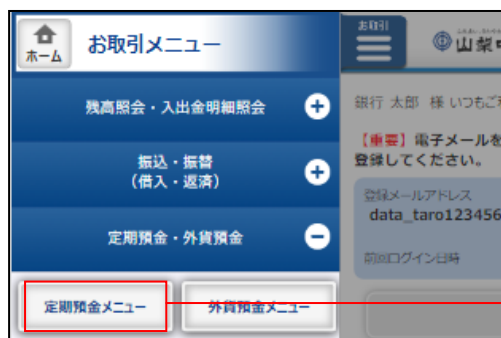 ホーム
お取引メニュー
残高照会・入出金明細照会
振込・振替
(借入・返済)
定期預金・外貨預金
定期預金メニュー
外貨預金メニュー
お取引
山梨
銀行 太郎 様 いつもご
【重要】電子メールを
登録してください。
登録メールアドレス
data_taro123456
前回ログイン日時